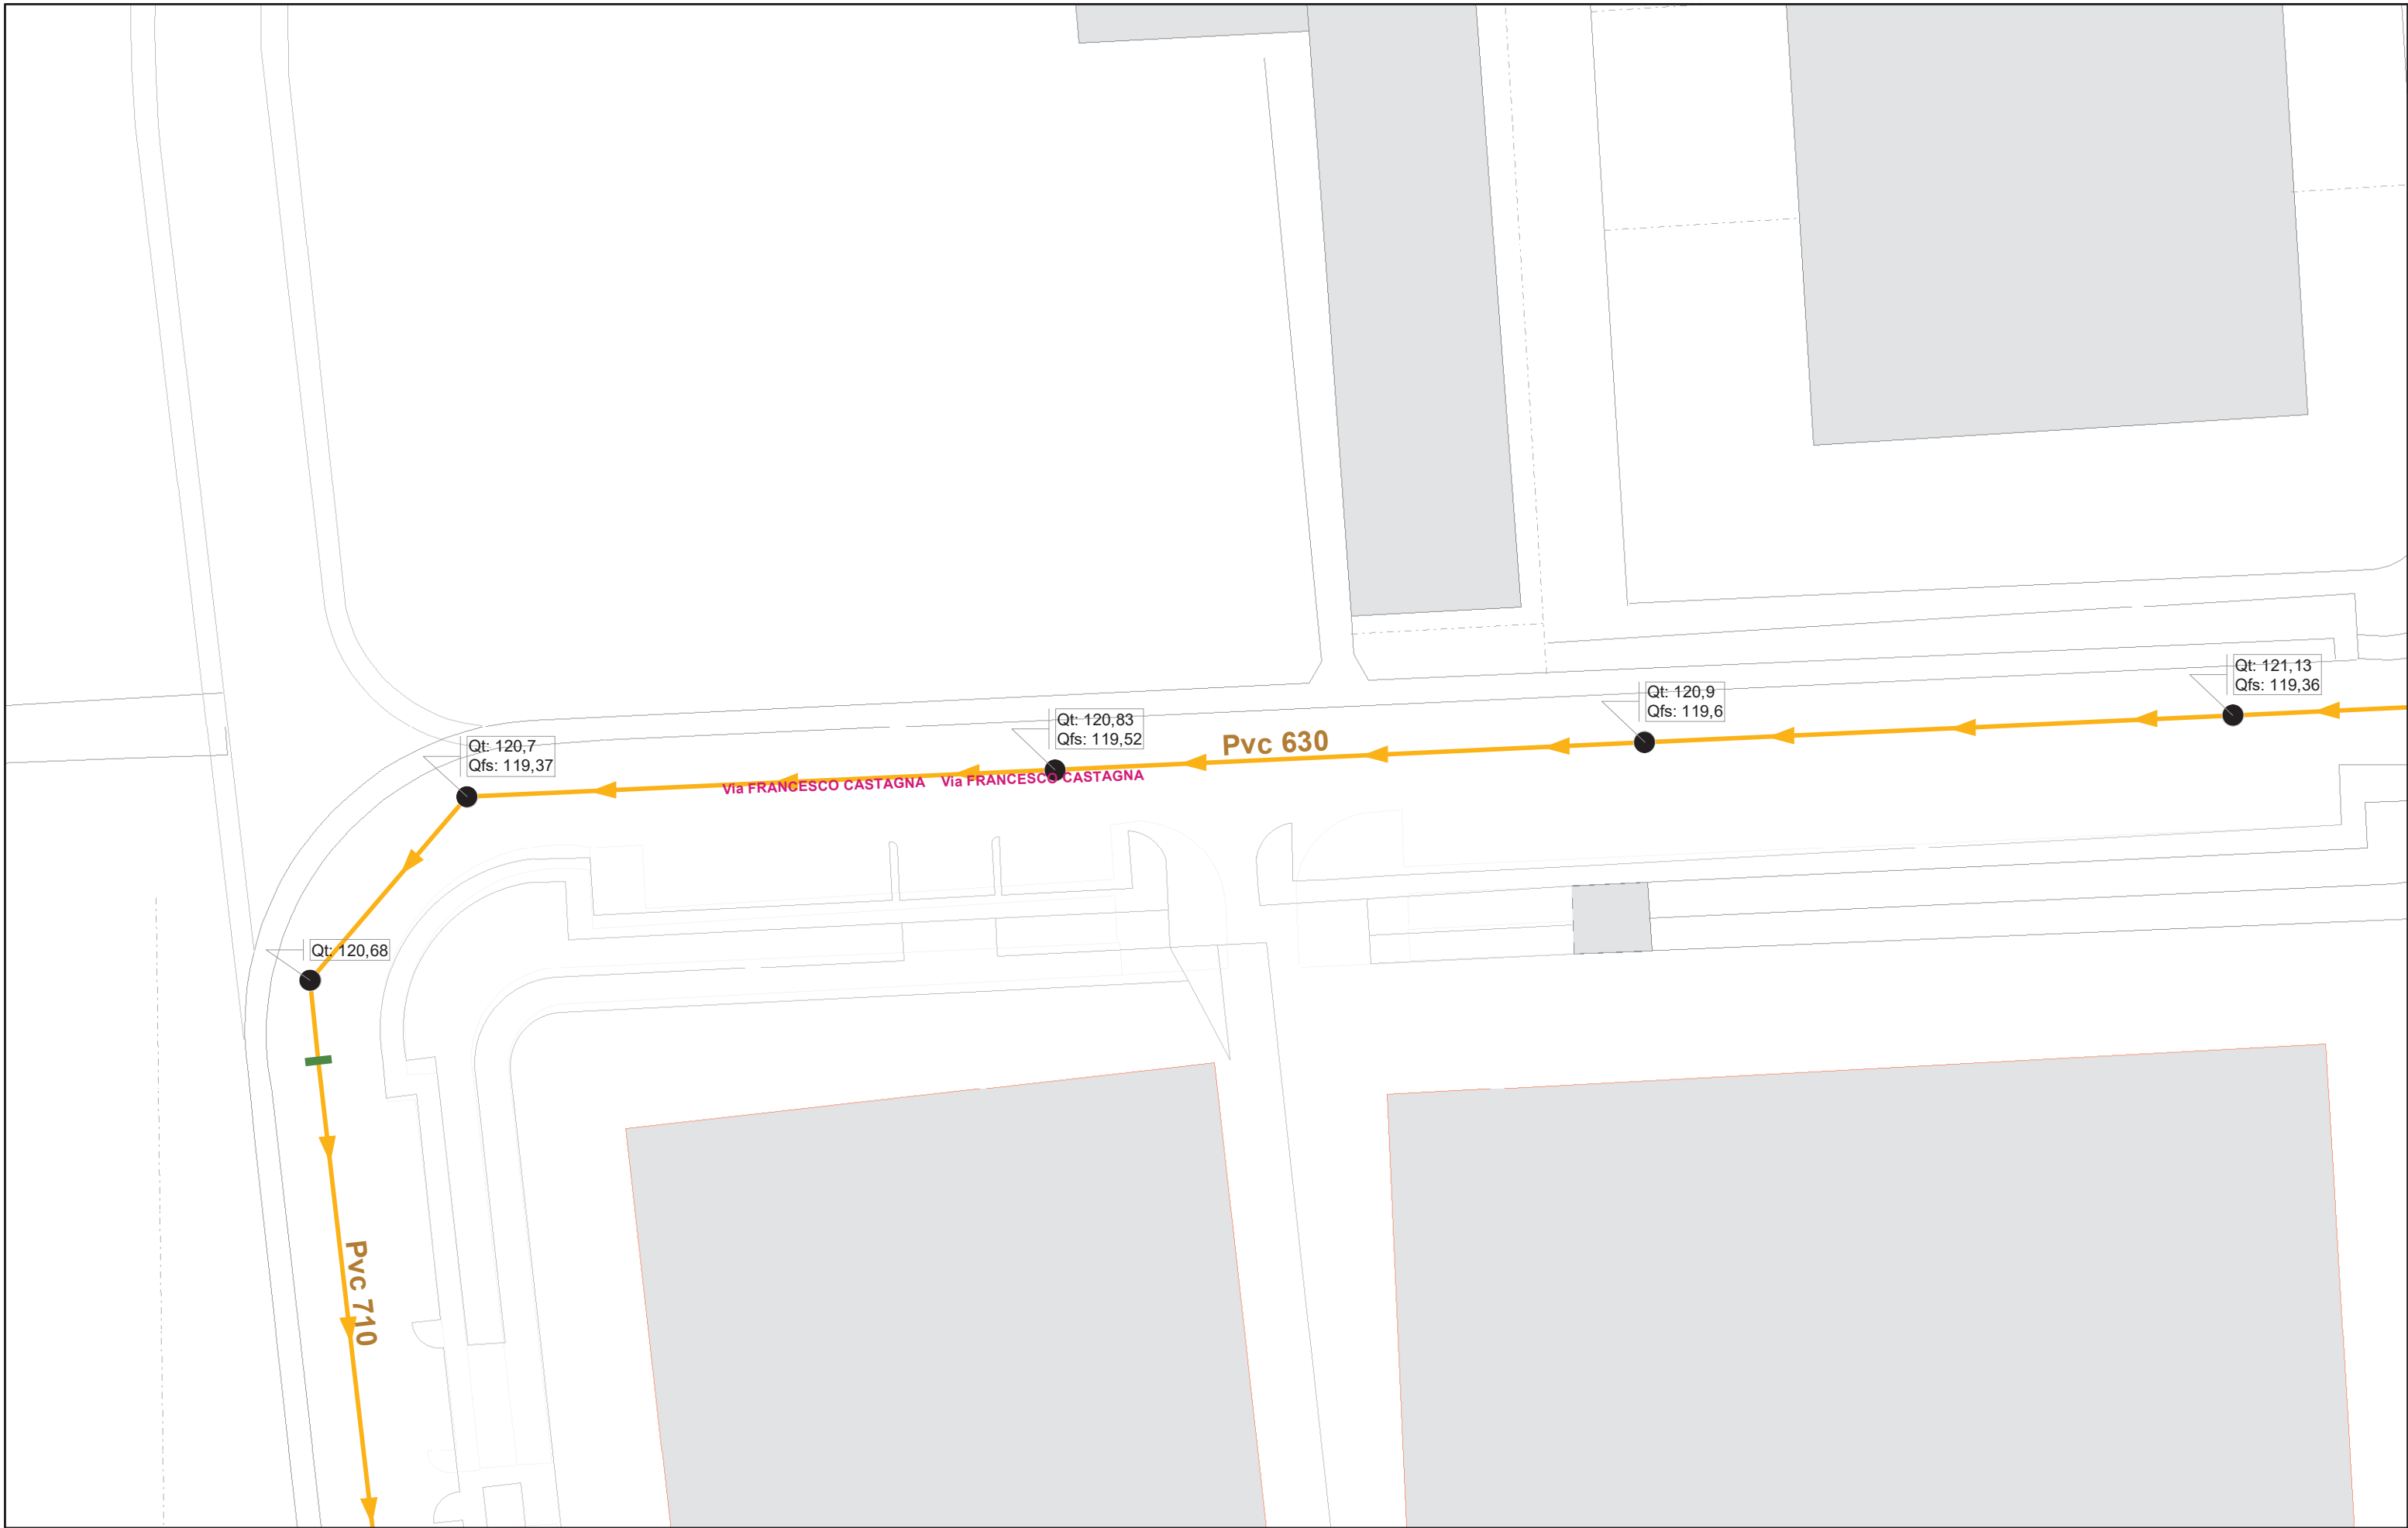 Qt: 121,13
Qfs: 119,36
Qt: 120,9
Qfs: 119,6
Qt: 120,83
Qfs: 119,52
Pvc 630
Qt: 120,7
Qfs: 119,37
Via FRANCESCO CASTAGNA
Via FRANCESCO CASTAGNA
Qt: 120,68
Pvc 710